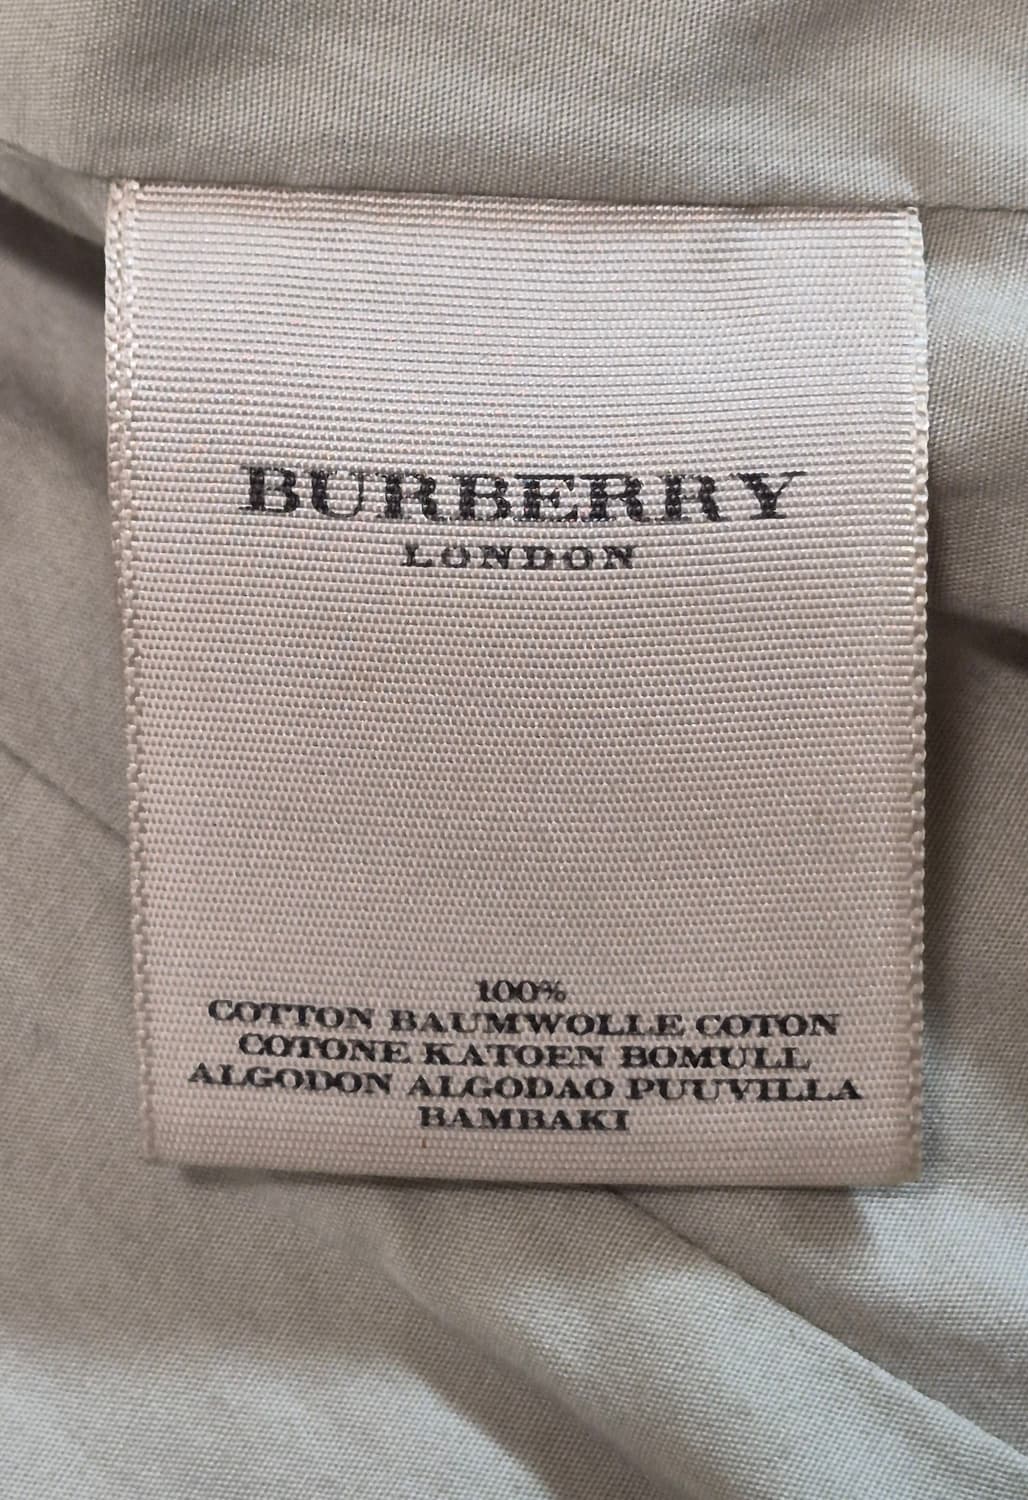 BURBERRY
LONDON
100%
COTTON BAUMWOLLE COTON
COTONE KATOEN BOMULL
ALGODON ALGODAO PUUVILLA
BAMBAKI